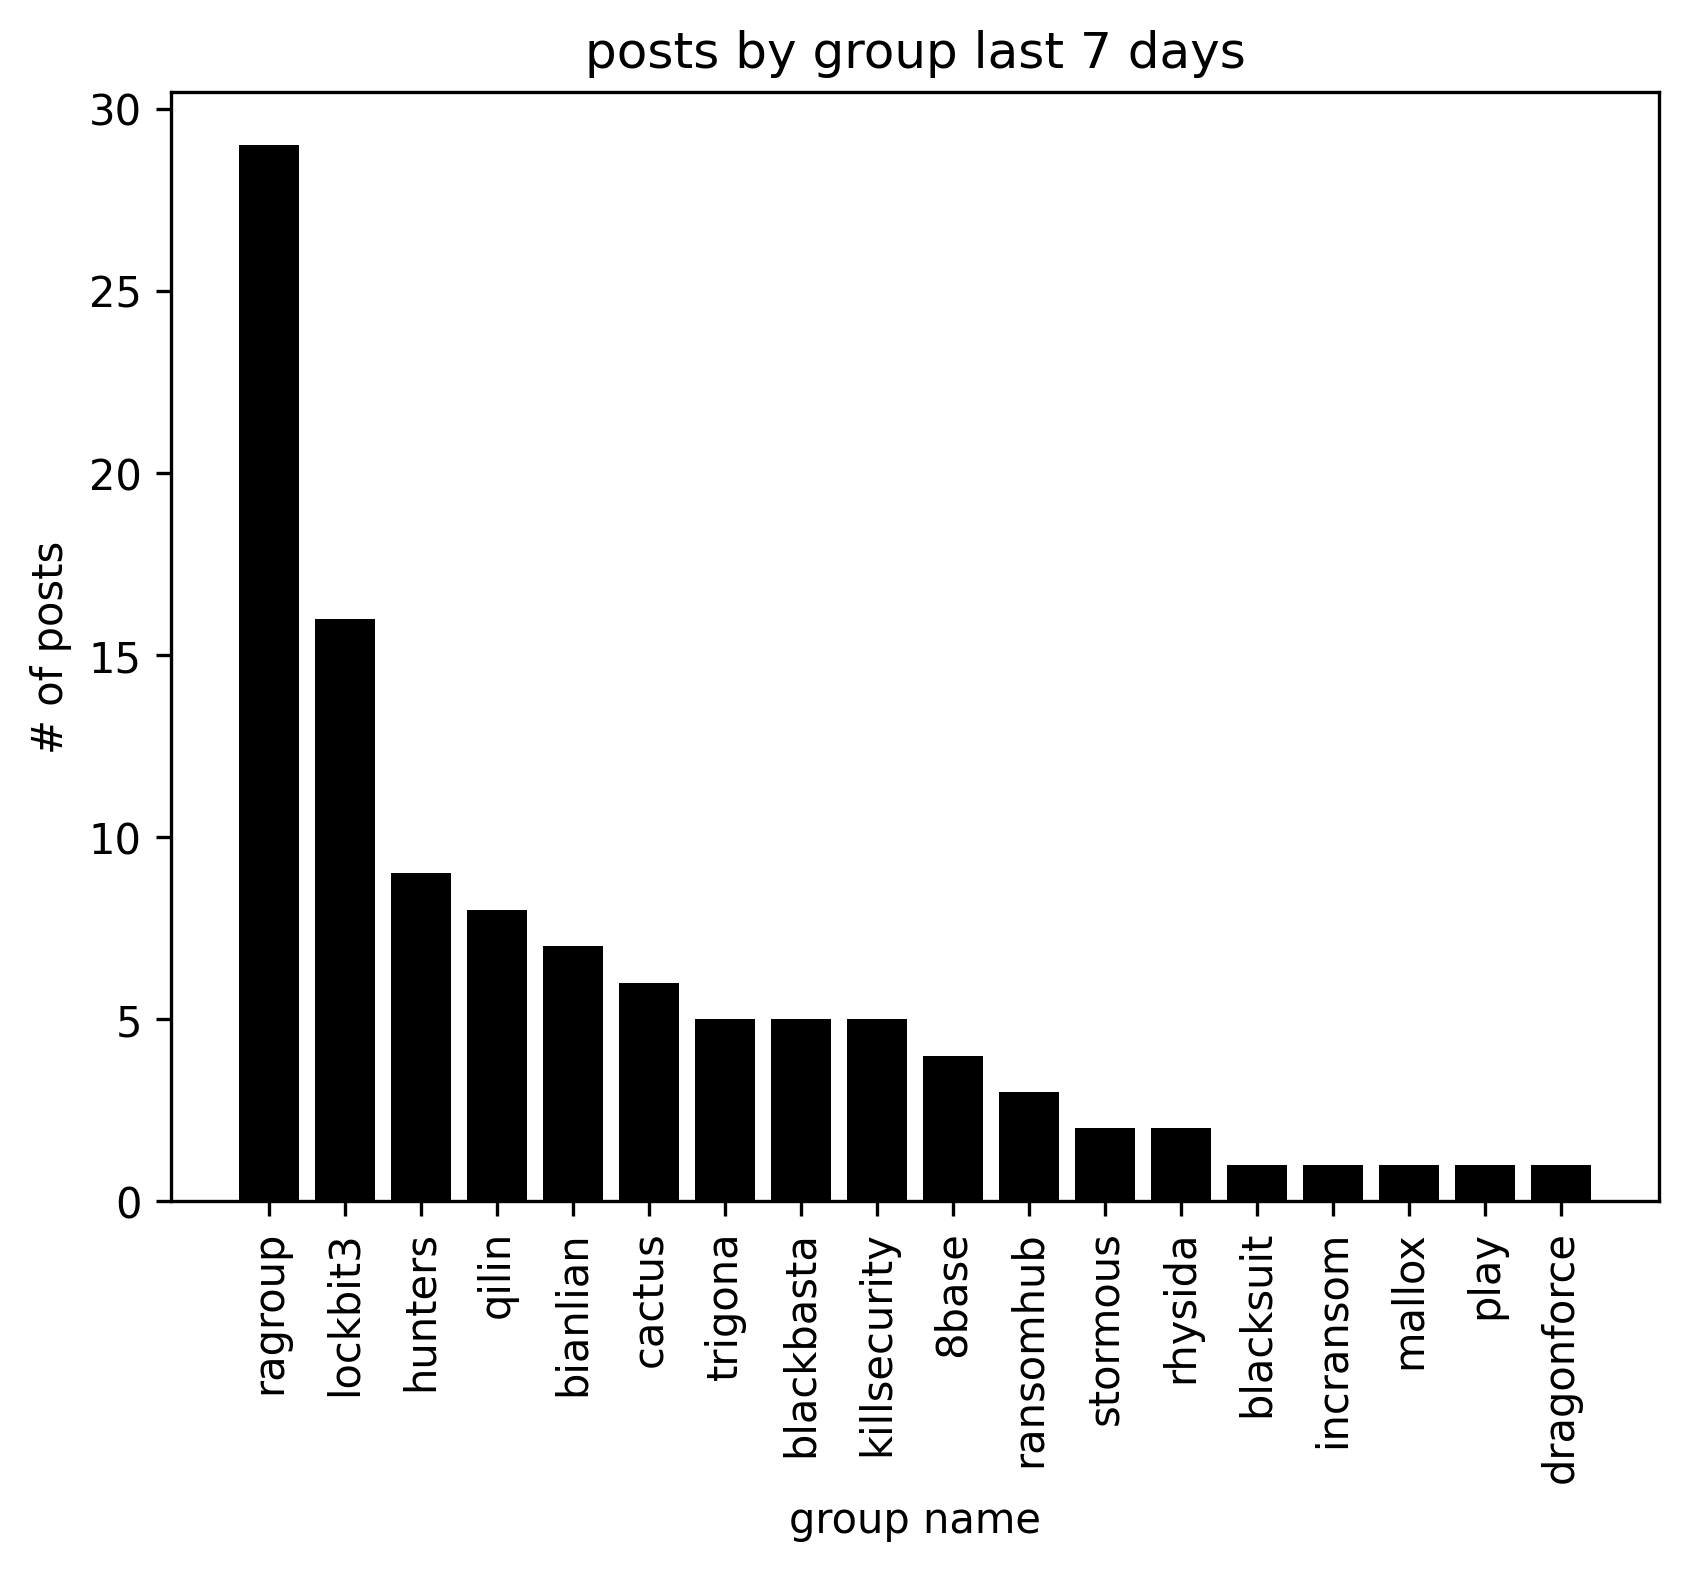 posts by group last 7 days
30
25
20
15
10
5
0
# of posts
ragroup
lockbit3
hunters
qilin
bianlian
cactus
trigona
blackbasta
killsecurity
8base
ransomhub
stormous
rhysida
blacksuit
incransom
mallox
play
dragonforce
group name